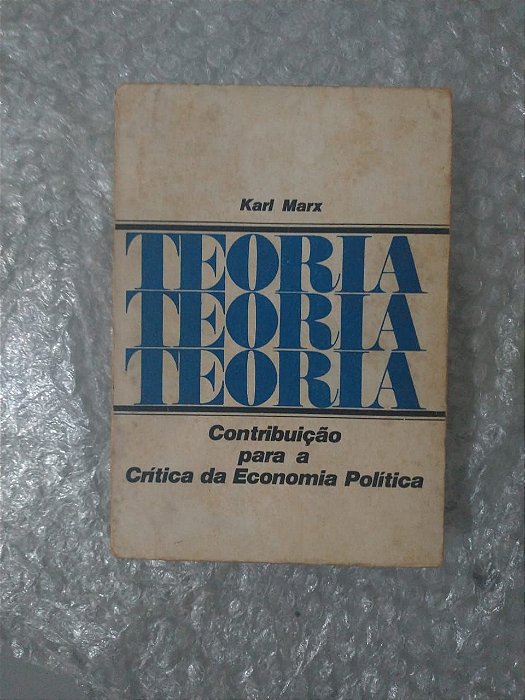 Karl Marx
TEORIA
TEORIA
TEORIA
Contribuição
para a
Crítica da Economia Política